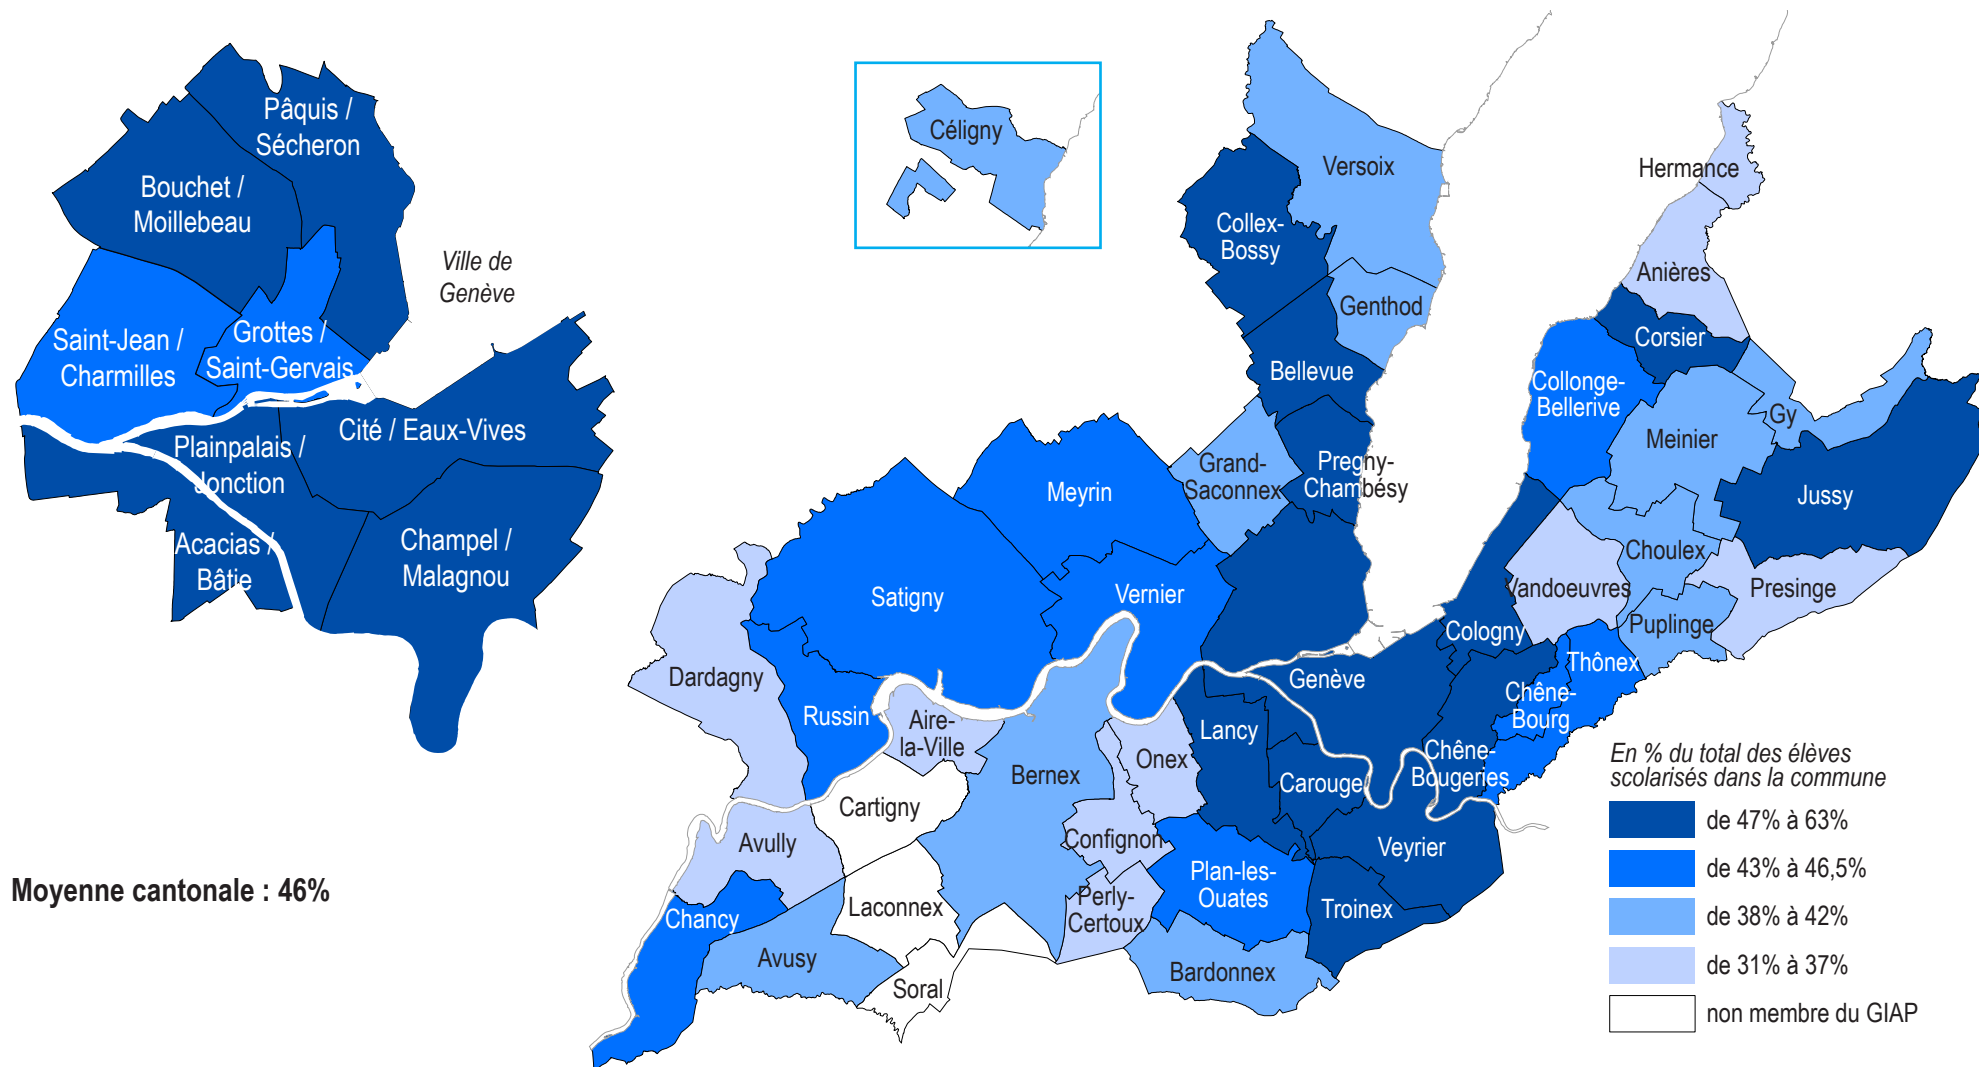 Pâquis /
Sécheron
Bouchet /
Moillebeau
Ville de
Genève
Saint-Jean /
Charmilles
Grottes /
Saint-Gervais
Cité / Eaux-Vives
Plainpalais /
Jonction
Acacias /
Bâtie
Champel /
Malagnou
Moyenne cantonale : 46%
Céligny
Versoix
Collex-
Bossy
Genthod
Bellevue
Pregny-
Chambésy
Grand-
Saconnex
Meyrin
Satigny
Vernier
Dardagny
Russin
Aire-
la-Ville
Bernex
Onex
Lancy
Genève
Carouge
Cartigny
Avully
Confignon
Chancy
Laconnex
Perly-
Certoux
Plan-les-
Ouates
Veyrier
Troinex
Avusy
Soral
Bardonnex
Hermance
Anières
Corsier
Collonge-
Bellerive
Gy
Meinier
Jussy
Choulex
Vandoeuvres
Presinge
Puplinge
Cologny
Thônex
Chêne-
Bourg
Chêne-
Bougeries
En % du total des élèves
scolarisés dans la commune
de 47% à 63%
de 43% à 46,5%
de 38% à 42%
de 31% à 37%
non membre du GIAP